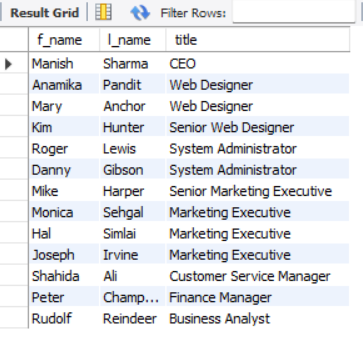 Result Grid Filter Rows:
f_name l_name title
Manish Sharma CEO
Anamika Pandit Web Designer
Mary Anchor Web Designer
Kim Hunter Senior Web Designer
Roger Lewis System Administrator
Danny Gibson System Administrator
Mike Harper Senior Marketing Executive
Monica Sehgal Marketing Executive
Hal Simlai Marketing Executive
Joseph Irvine Marketing Executive
Shahida Ali Customer Service Manager
Peter Champ... Finance Manager
Rudolf Reindeer Business Analyst